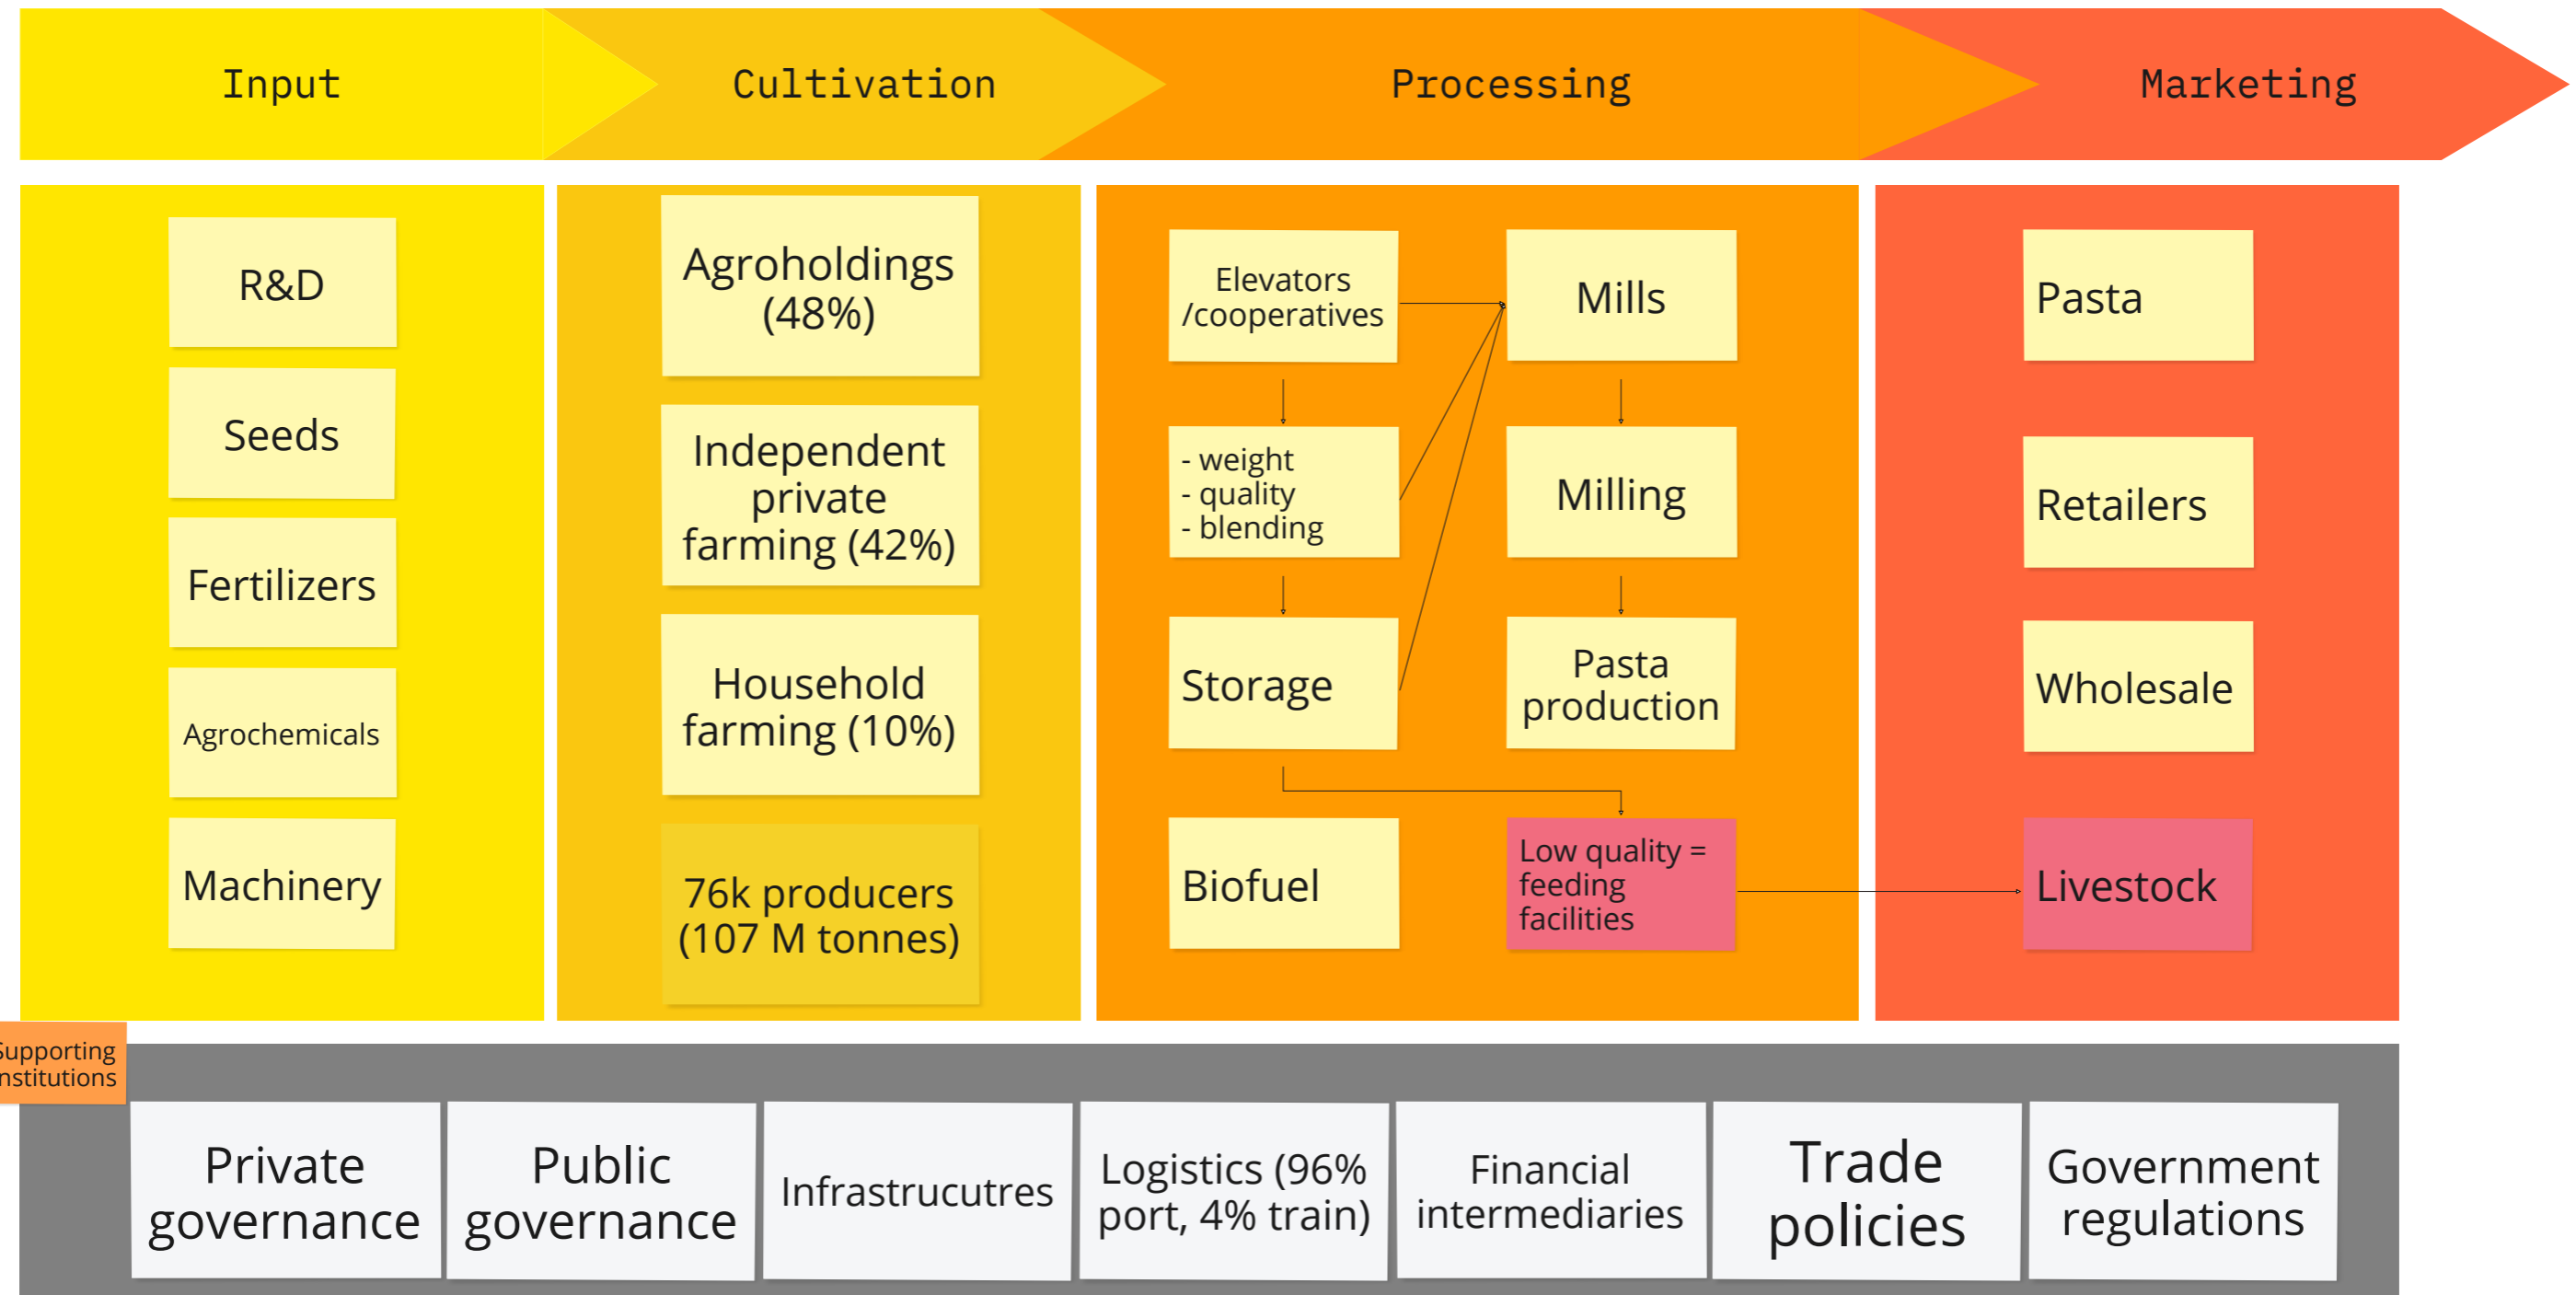 Input
Cultivation
Processing
Marketing
R&D
Seeds
Fertilizers
Agrochemicals
Machinery
Agroholdings
(48%)
Independent
private
farming (42%)
Household
farming (10%)
76k producers
(107 M tonnes)
Elevators
/cooperatives
- weight
- quality
- blending
Storage
Biofuel
Mills
Milling
Pasta
production
Low quality =
feeding
facilities
Pasta
Retailers
Wholesale
Livestock
Supporting
nstitutions
Private
governance
Public
governance
Infrastrucutres
Logistics (96%
port, 4% train)
Financial
intermediaries
Trade
policies
Government
regulations